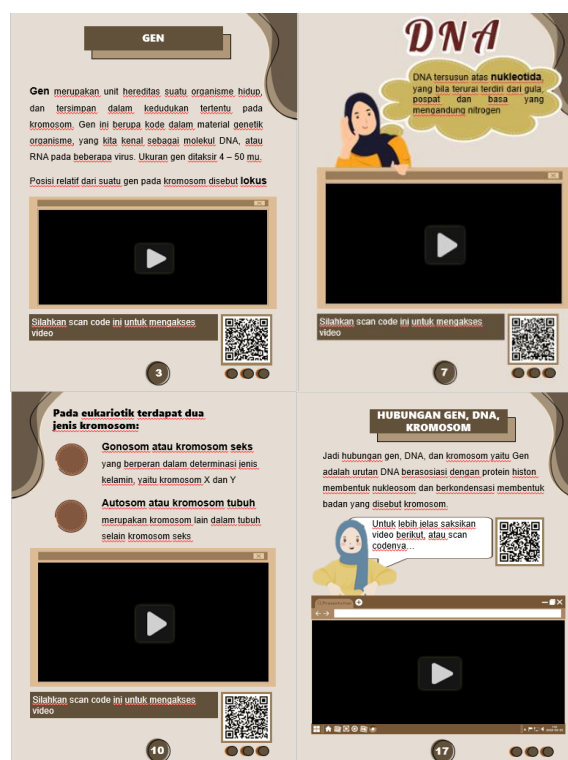 GEN
Gen merupakan unit hereditas suatu organisme hidup,
dan tersimpan dalam kedudukan tertentu pada
kromosom. Gen ini berupa kode dalam material genetik
organisme, yang kita kenal sebagai molekul DNA, atau
RNA pada beberapa virus. Ukuran gen ditaksir 4 – 50 mu.
Posisi relatif dari suatu gen pada kromosom disebut lokus
Silahkan scan code ini untuk mengakses
video
3
DNA
DNA tersusun atas nukleotida,
yang bila terurai terdiri dari gula,
pospat dan basa yang
mengandung nitrogen
Silahkan scan code ini untuk mengakses
video
7
Pada eukariotik terdapat dua
jenis kromosom:
Gonosom atau kromosom seks
yang berperan dalam determinasi jenis
kelamin, yaitu kromosom X dan Y
Autosom atau kromosom tubuh
merupakan kromosom lain dalam tubuh
selain kromosom seks
Silahkan scan code ini untuk mengakses
video
10
HUBUNGAN GEN, DNA,
KROMOSOM
Jadi hubungan gen, DNA, dan kromosom yaitu Gen
adalah urutan DNA berasosiasi dengan protein histon
membentuk nukleosom dan berkondensasi membentuk
badan yang disebut kromosom.
Untuk lebih jelas saksikan
video berikut, atau scan
codenya...
17